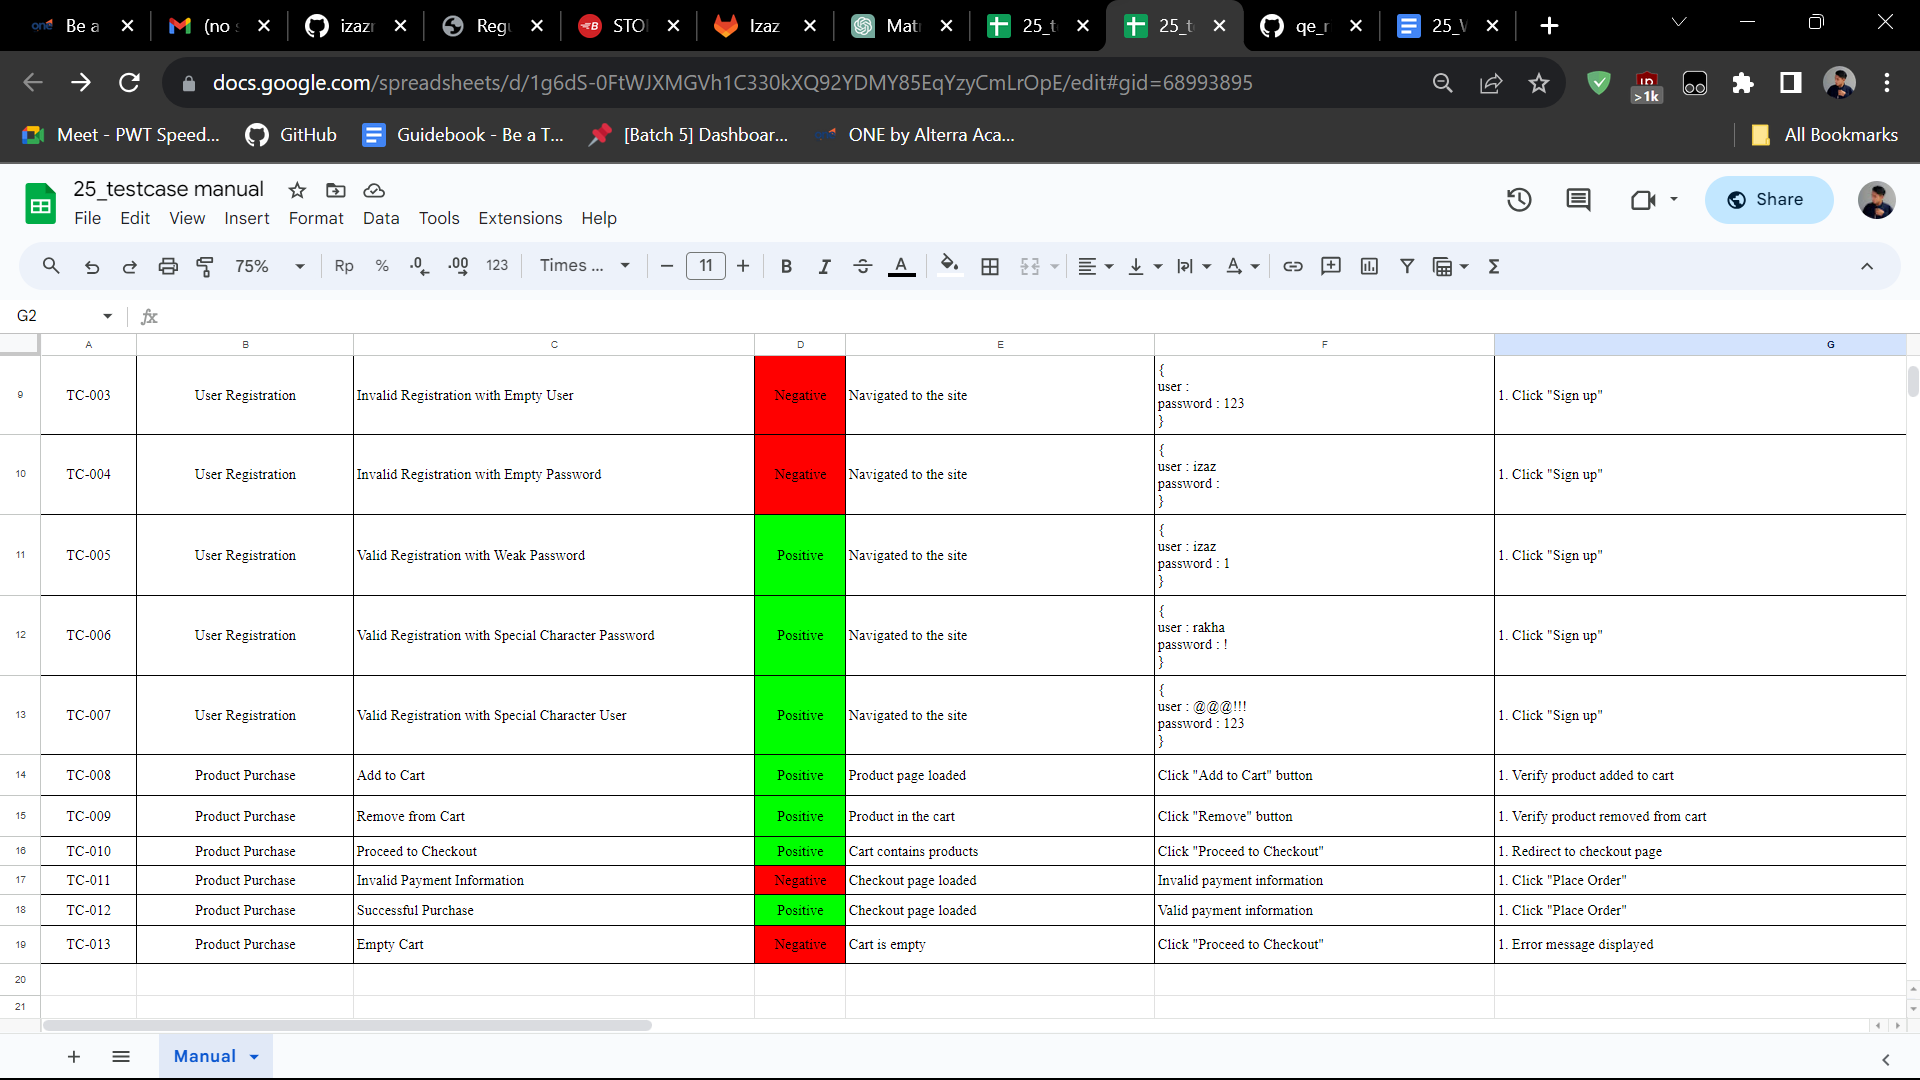 one Be a
(no s
izazr
Regu
STO
Izaz
Mat
25_t
25_t
qe_r
25_V
docs.google.com/spreadsheets/d/1g6dS-0FtWJXMGVh1C330kXQ92YDMY85EqYzyCmLrOpE/edit#gid=68993895
>1k
Meet - PWT Speed...
GitHub
Guidebook - Be a T...
[Batch 5] Dashboar...
ONE by Alterra Aca...
All Bookmarks
25_testcase manual
File Edit View Insert Format Data Tools Extensions Help
Share
75% Rp % .0 .00 123 Times ... 11 B I A
G2
A B C D E F G
9 TC-003 User Registration Invalid Registration with Empty User Negative Navigated to the site
{
user :
password : 123
}
1. Click "Sign up"
10 TC-004 User Registration Invalid Registration with Empty Password Negative Navigated to the site
{
user : izaz
password :
}
1. Click "Sign up"
11 TC-005 User Registration Valid Registration with Weak Password Positive Navigated to the site
{
user : izaz
password : 1
}
1. Click "Sign up"
12 TC-006 User Registration Valid Registration with Special Character Password Positive Navigated to the site
{
user : rakha
password : !
}
1. Click "Sign up"
13 TC-007 User Registration Valid Registration with Special Character User Positive Navigated to the site
{
user : @@@!!!
password : 123
}
1. Click "Sign up"
14 TC-008 Product Purchase Add to Cart Positive Product page loaded Click "Add to Cart" button 1. Verify product added to cart
15 TC-009 Product Purchase Remove from Cart Positive Product in the cart Click "Remove" button 1. Verify product removed from cart
16 TC-010 Product Purchase Proceed to Checkout Positive Cart contains products Click "Proceed to Checkout" 1. Redirect to checkout page
17 TC-011 Product Purchase Invalid Payment Information Negative Checkout page loaded Invalid payment information 1. Click "Place Order"
18 TC-012 Product Purchase Successful Purchase Positive Checkout page loaded Valid payment information 1. Click "Place Order"
19 TC-013 Product Purchase Empty Cart Negative Cart is empty Click "Proceed to Checkout" 1. Error message displayed
20
21
Manual